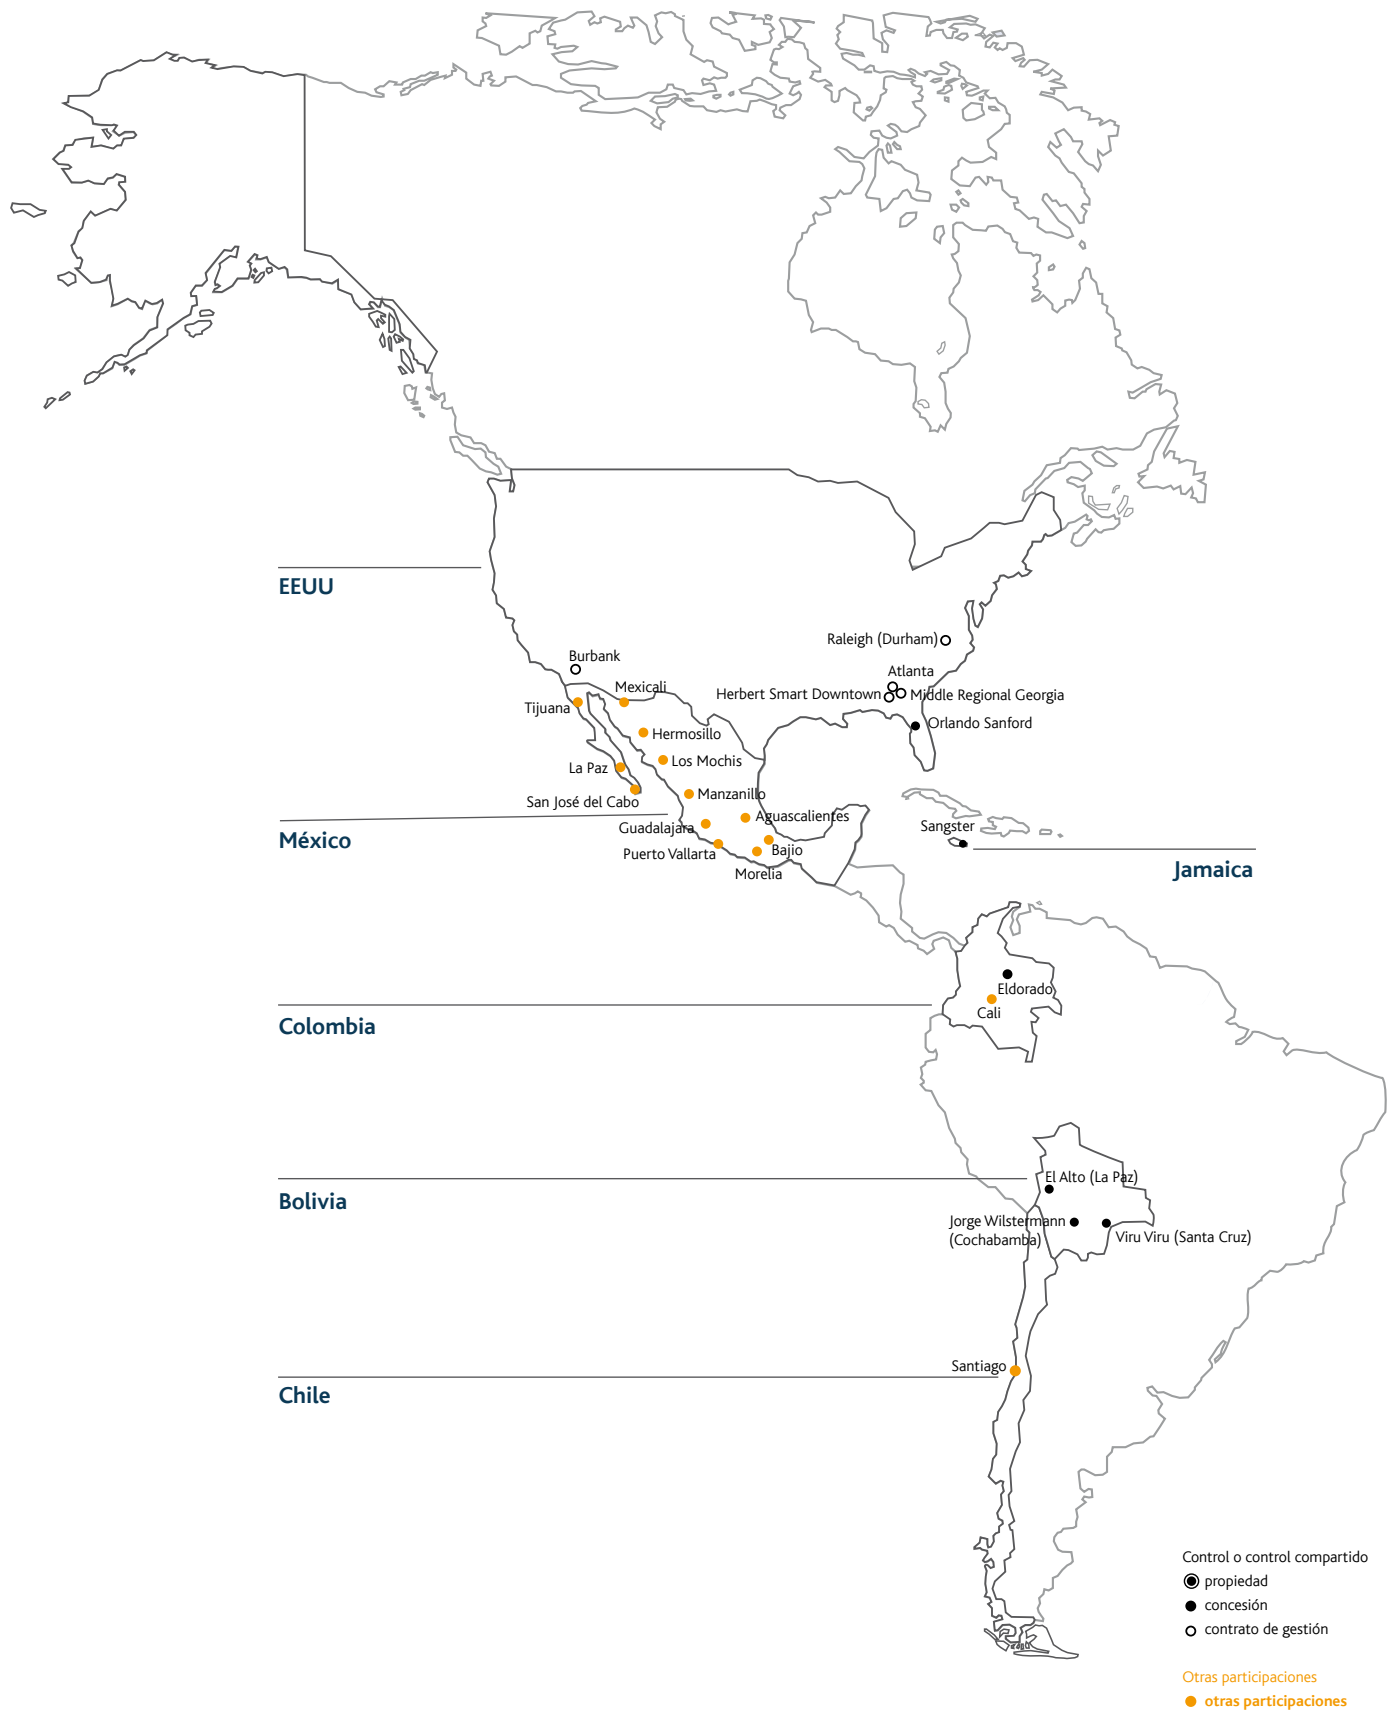 EEUU
Raleigh (Durham)
Burbank
Atlanta
Mexicali
Herbert Smart Downtown
Middle Regional Georgia
Tijuana
Orlando Sanford
Hermosillo
Los Mochis
La Paz
Manzanillo
San José del Cabo
Aguascalientes
Sangster
Guadalajara
México
Bajio
Puerto Vallarta
Jamaica
Morelia
Eldorado
Cali
Colombia
El Alto (La Paz)
Bolivia
Jorge Wilstermann
(Cochabamba)
Viru Viru (Santa Cruz)
Santiago
Chile
Control o control compartido
propiedad
concesión
contrato de gestión
Otras participaciones
otras participaciones